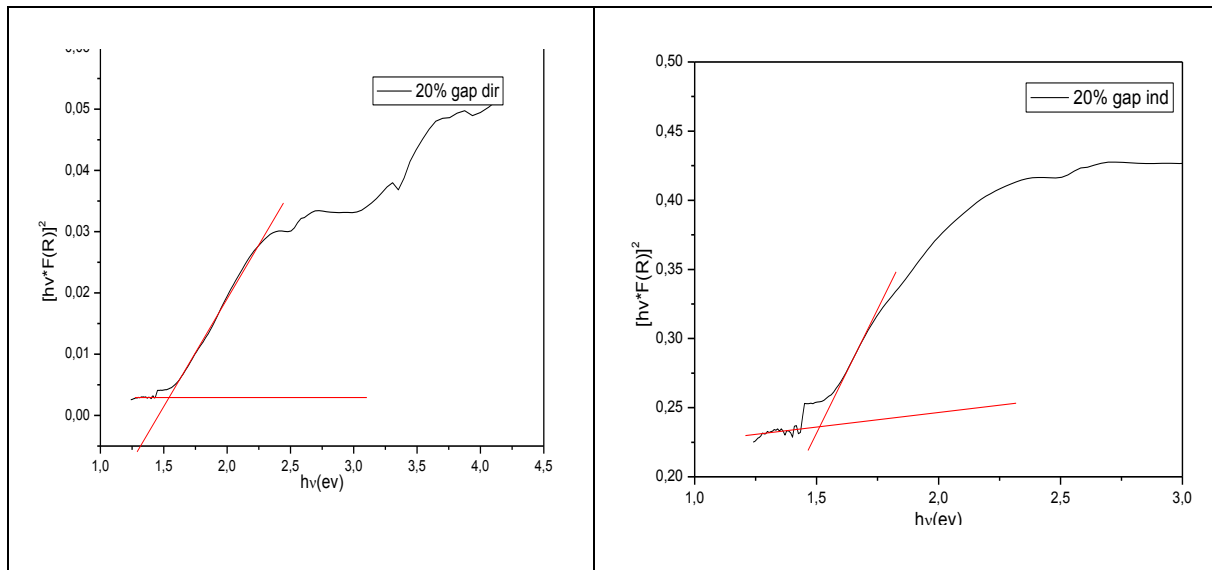 0,06
20% gap dir
0,05
0,04
0,03
0,02
0,01
0,00
[hν*F(R)]²
1,0 1,5 2,0 2,5 3,0 3,5 4,0 4,5
hν(ev)
0,50
20% gap ind
0,45
0,40
0,35
0,30
0,25
0,20
[hν*F(R)]²
1,0 1,5 2,0 2,5 3,0
hν(ev)